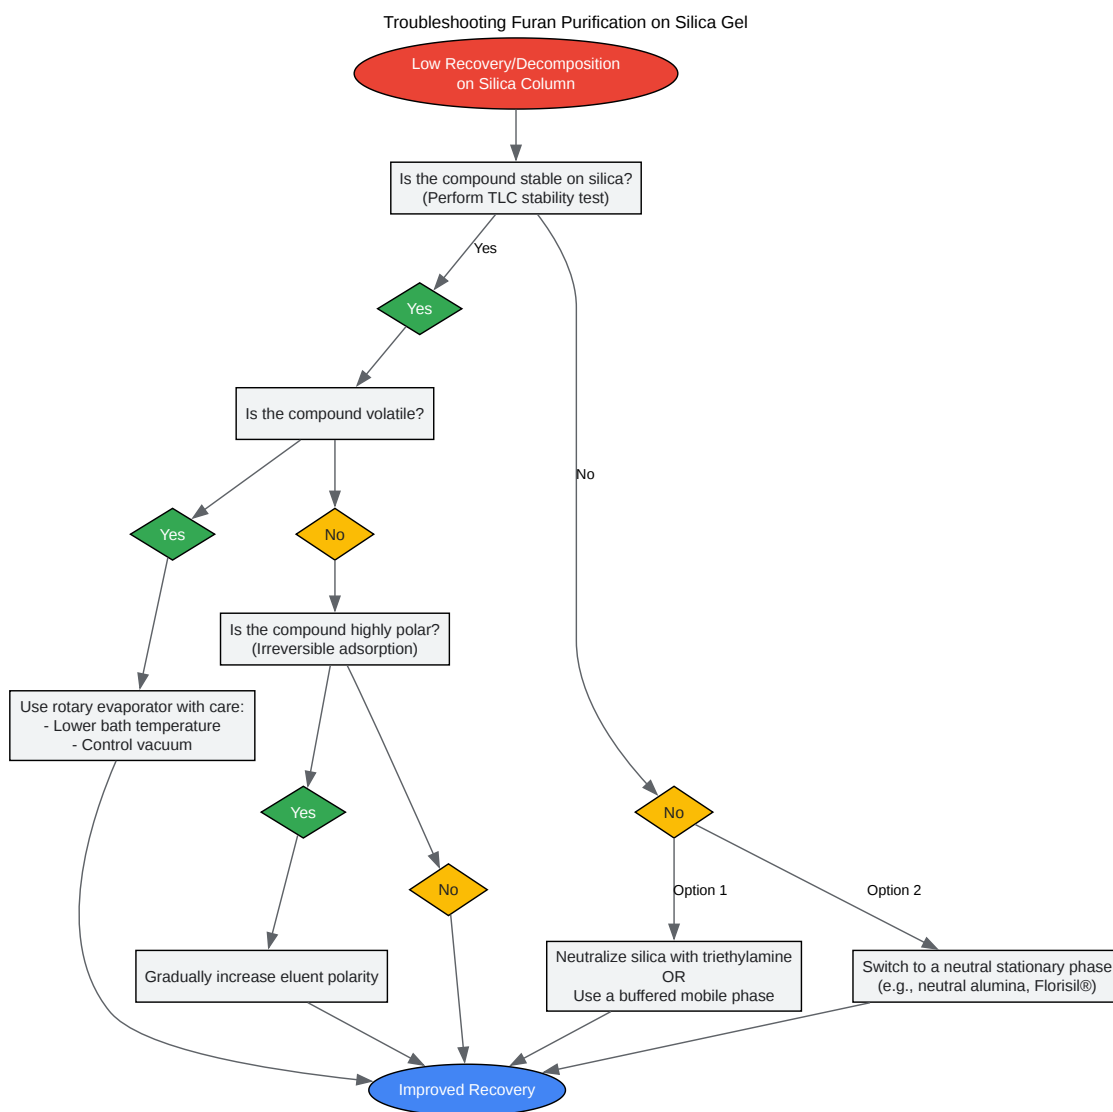 Troubleshooting Furan Purification on Silica Gel
Low Recovery/Decomposition
on Silica Column
Is the compound stable on silica?
(Perform TLC stability test)
Yes
Yes
Is the compound volatile?
No
Yes
No
Is the compound highly polar?
(Irreversible adsorption)
Use rotary evaporator with care:
- Lower bath temperature
- Control vacuum
Yes
No
No
Option 1
Option 2
Gradually increase eluent polarity
Neutralize silica with triethylamine
OR
Use a buffered mobile phase
Switch to a neutral stationary phase
(e.g., neutral alumina, Florisil®)
Improved Recovery